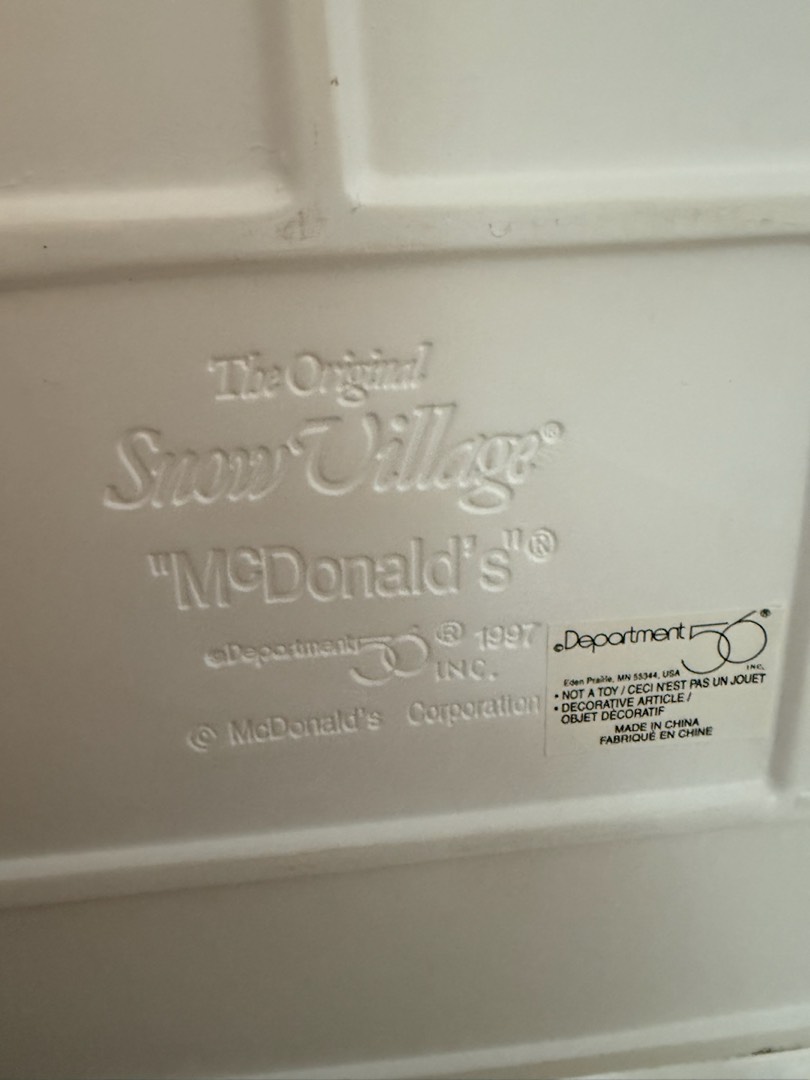 The Original
Snow Village®
"McDonald's"®
©Department 56® 1997
INC.
© McDonald's Corporation
©Department 56®
INC.
Eden Prairie, MN 55344, USA
• NOT A TOY / CECI N'EST PAS UN JOUET
• DECORATIVE ARTICLE /
OBJET DÉCORATIF
MADE IN CHINA
FABRIQUÉ EN CHINE